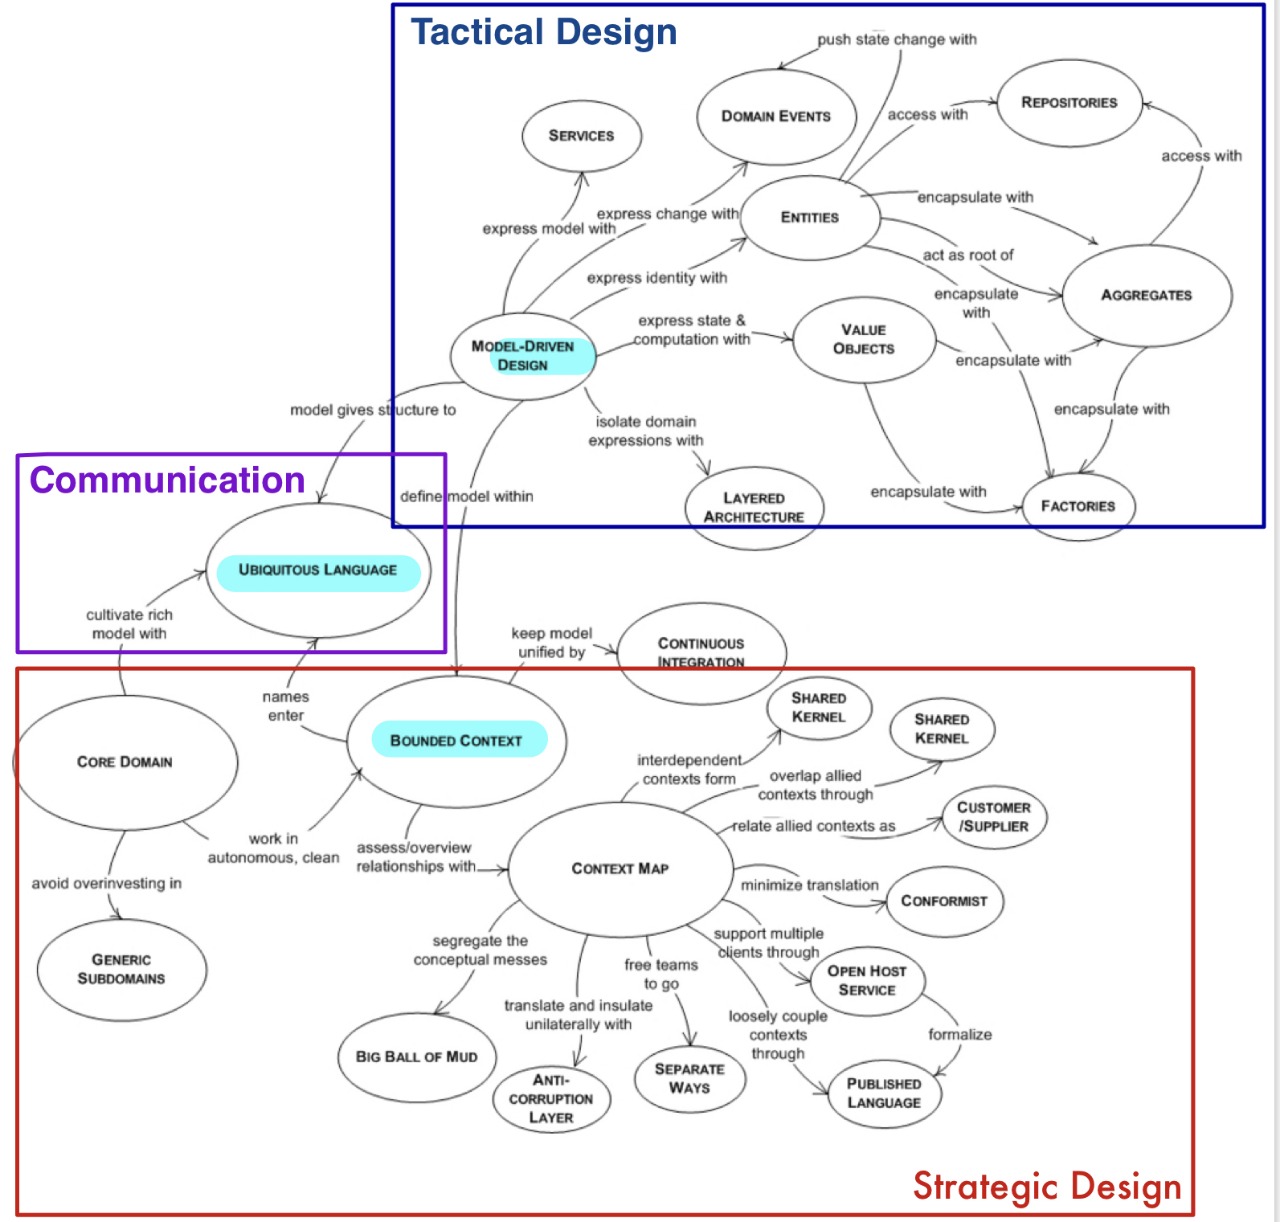 Tactical Design
push state change with
DOMAIN EVENTS
REPOSITORIES
SERVICES
access with
access with
ENTITIES
encapsulate with
express change with
express model with
act as root of
express identity with
encapsulate
with
AGGREGATES
express state &
computation with
VALUE
OBJECTS
MODEL-DRIVEN
DESIGN
encapsulate with
model gives structure to
isolate domain
expressions with
encapsulate with
Communication
define model within
encapsulate with
LAYERED
ARCHITECTURE
FACTORIES
UBIQUITOUS LANGUAGE
cultivate rich
model with
keep model
unified by
CONTINUOUS
INTEGRATION
names
enter
SHARED
KERNEL
SHARED
KERNEL
BOUNDED CONTEXT
CORE DOMAIN
interdependent
contexts form
overlap allied
contexts through
CUSTOMER
/SUPPLIER
relate allied contexts as
work in
autonomous, clean
assess/overview
relationships with
CONTEXT MAP
minimize translation
CONFORMIST
avoid overinvesting in
support multiple
clients through
segregate the
conceptual messes
GENERIC
SUBDOMAINS
free teams
to go
OPEN HOST
SERVICE
translate and insulate
unilaterally with
loosely couple
contexts
through
formalize
BIG BALL OF MUD
SEPARATE
WAYS
ANTI-
CORRUPTION
LAYER
PUBLISHED
LANGUAGE
Strategic Design